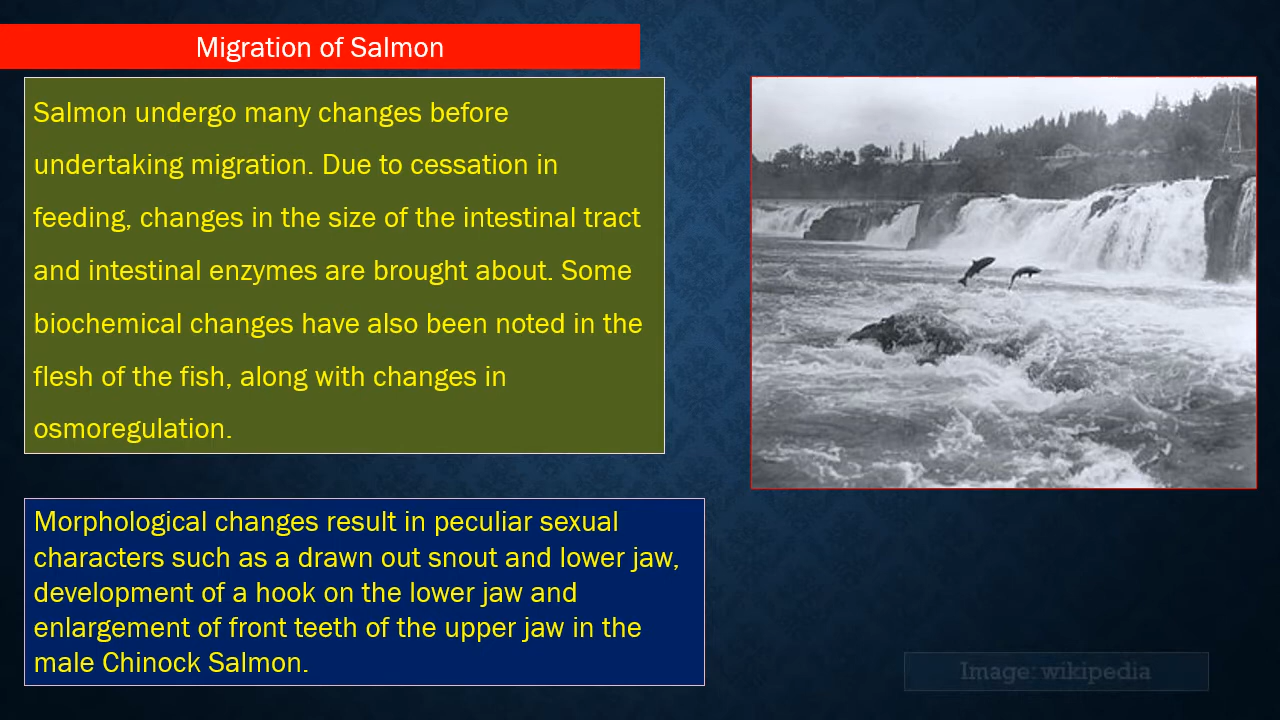 Migration of Salmon
Salmon undergo many changes before
undertaking migration. Due to cessation in
feeding, changes in the size of the intestinal tract
and intestinal enzymes are brought about. Some
biochemical changes have also been noted in the
flesh of the fish, along with changes in
osmoregulation.
Morphological changes result in peculiar sexual
characters such as a drawn out snout and lower jaw,
development of a hook on the lower jaw and
enlargement of front teeth of the upper jaw in the
male Chinock Salmon.
Image: wikipedia